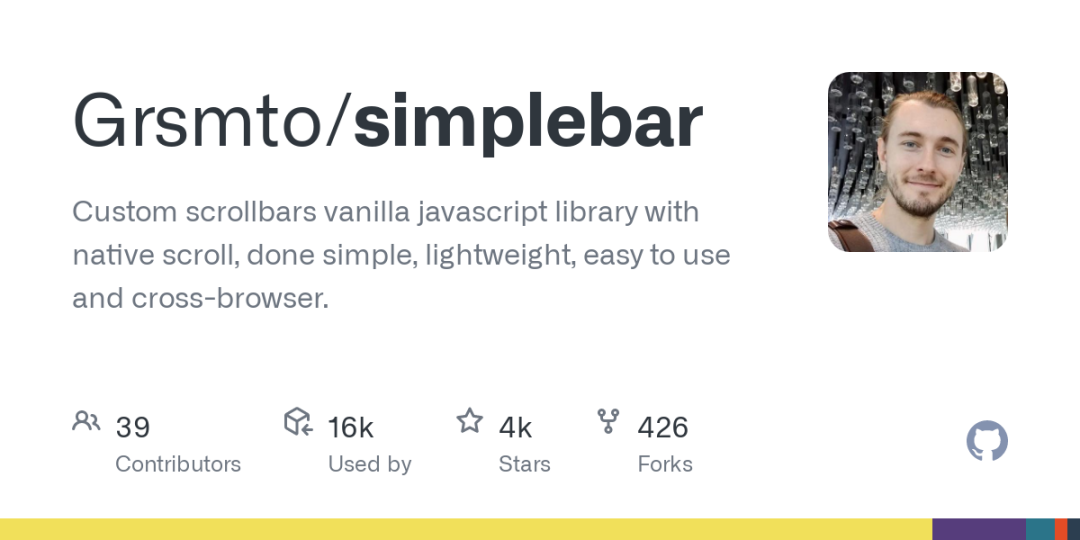 Grsmto/simplebar
Custom scrollbars vanilla javascript library with
native scroll, done simple, lightweight, easy to use
and cross-browser.
39
Contributors
16k
Used by
4k
Stars
426
Forks